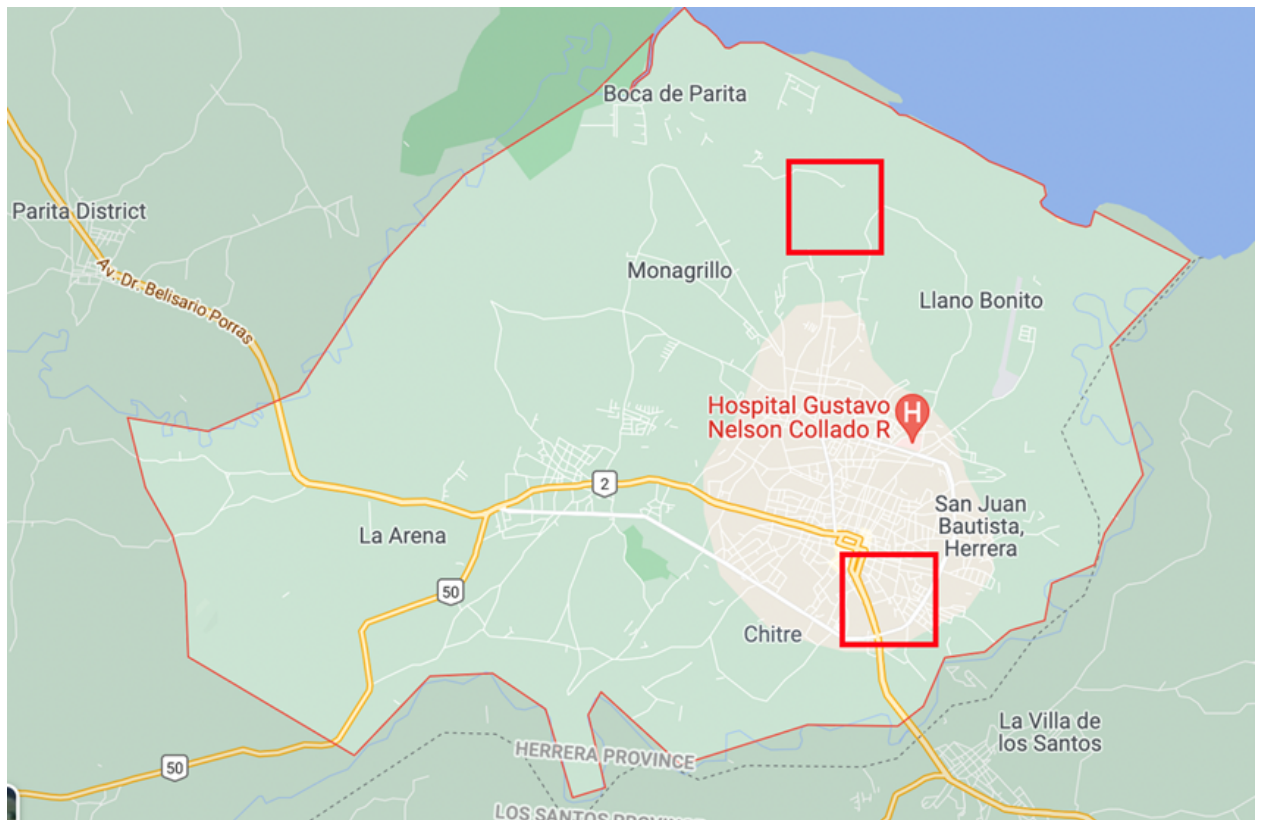 Boca de Parita
Parita District
Av. Dr. Belisario Porras
Monagrillo
Llano Bonito
Hospital Gustavo
Nelson Collado R
H
2
San Juan
Bautista,
Herrera
La Arena
50
Chitre
La Villa de
los Santos
HERRERA PROVINCE
50
LOS SANTOS PROVINCE